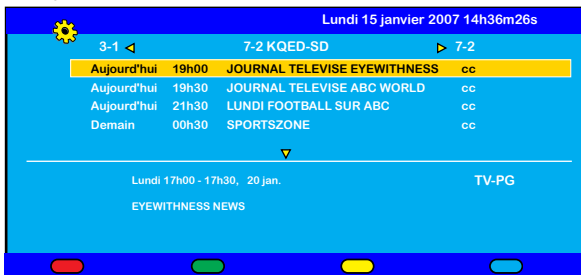 Lundi 15 janvier 2007 14h36m26s
3-1 7-2 KQED-SD 7-2
Aujourd'hui 19h00 JOURNAL TELEVISE EYEWITHNESS cc
Aujourd'hui 19h30 JOURNAL TELEVISE ABC WORLD cc
Aujourd'hui 21h30 LUNDI FOOTBALL SUR ABC cc
Demain 00h30 SPORTSZONE cc
Lundi 17h00 - 17h30, 20 jan. TV-PG
EYEWITHNESS NEWS